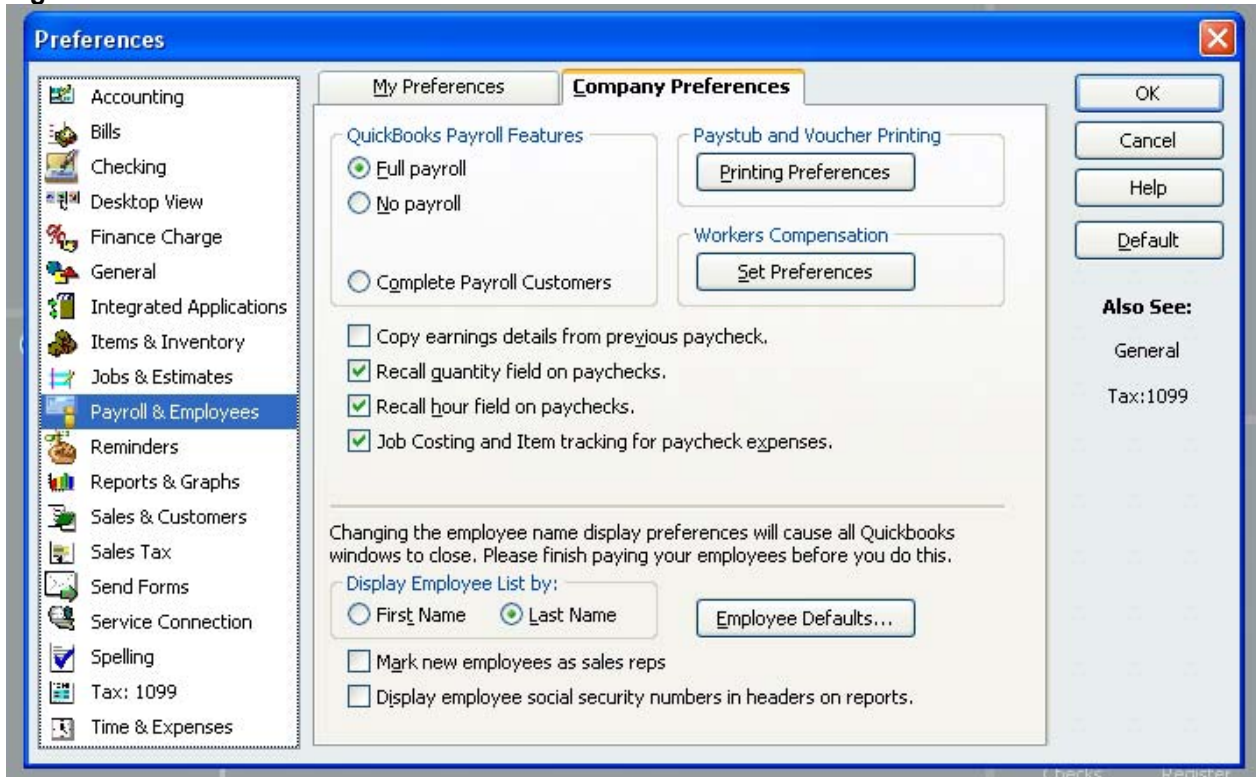 Preferences
Accounting
Bills
Checking
Desktop View
Finance Charge
General
Integrated Applications
Items & Inventory
Jobs & Estimates
Payroll & Employees
Reminders
Reports & Graphs
Sales & Customers
Sales Tax
Send Forms
Service Connection
Spelling
Tax: 1099
Time & Expenses
My Preferences
Company Preferences
QuickBooks Payroll Features
Full payroll
No payroll
Complete Payroll Customers
Paystub and Voucher Printing
Printing Preferences
Workers Compensation
Set Preferences
Copy earnings details from previous paycheck.
Recall quantity field on paychecks.
Recall hour field on paychecks.
Job Costing and Item tracking for paycheck expenses.
Changing the employee name display preferences will cause all Quickbooks
windows to close. Please finish paying your employees before you do this.
Display Employee List by:
First Name
Last Name
Employee Defaults...
Mark new employees as sales reps
Display employee social security numbers in headers on reports.
OK
Cancel
Help
Default
Also See:
General
Tax:1099